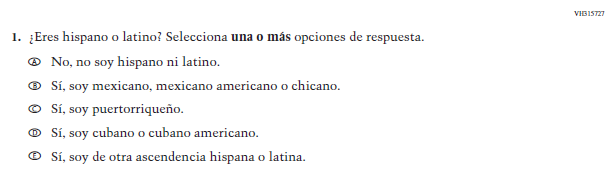 VH315727
1. ¿Eres hispano o latino? Selecciona una o más opciones de respuesta.
A No, no soy hispano ni latino.
B Sí, soy mexicano, mexicano americano o chicano.
C Sí, soy puertorriqueño.
D Sí, soy cubano o cubano americano.
E Sí, soy de otra ascendencia hispana o latina.